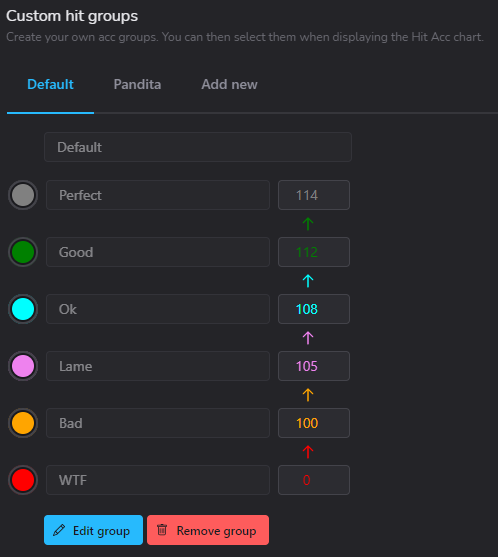 Custom hit groups
Create your own acc groups. You can then select them when displaying the Hit Acc chart.
Default Pandita Add new
Default
Perfect 114
Good 112
Ok 108
Lame 105
Bad 100
WTF 0
Edit group Remove group